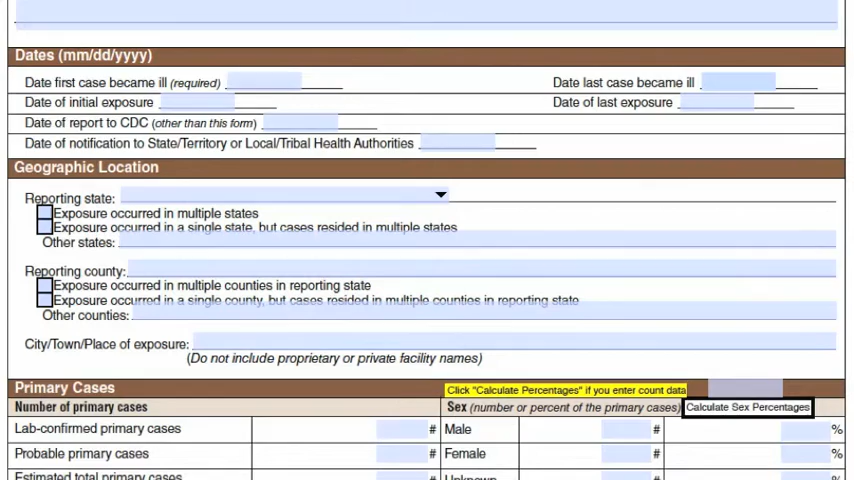 Dates (mm/dd/yyyy)
Date first case became ill (required) Date last case became ill
Date of initial exposure Date of last exposure
Date of report to CDC (other than this form)
Date of notification to State/Territory or Local/Tribal Health Authorities
Geographic Location
Reporting state:
Exposure occurred in multiple states
Exposure occurred in a single state, but cases resided in multiple states
Other states:
Reporting county:
Exposure occurred in multiple counties in reporting state
Exposure occurred in a single county, but cases resided in multiple counties in reporting state
Other counties:
City/Town/Place of exposure:
(Do not include proprietary or private facility names)
Primary Cases Click "Calculate Percentages" if you enter count data
Number of primary cases Sex (number or percent of the primary cases) Calculate Sex Percentages
Lab-confirmed primary cases # Male # %
Probable primary cases # Female # %
Estimated total primary cases # Unknown # %